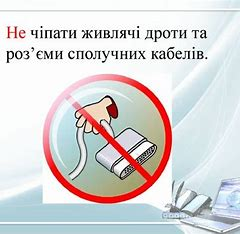 Не чіпати живлячі дроти та
роз’єми сполучних кабелів.